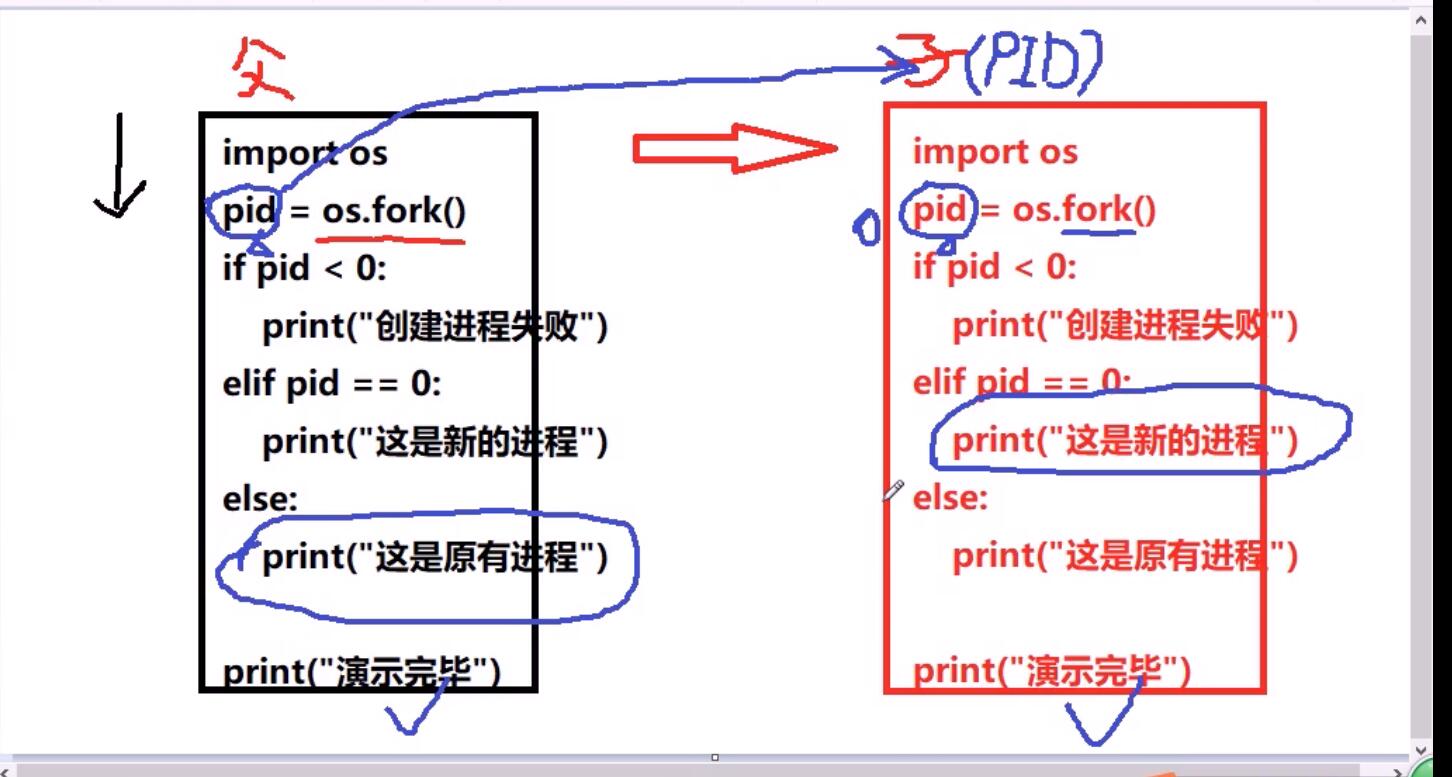 父
子(PID)
import os
pid = os.fork()
if pid < 0:
print("创建进程失败")
elif pid == 0:
print("这是新的进程")
else:
print("这是原有进程")
print("演示完毕")
import os
0 pid = os.fork()
if pid < 0:
print("创建进程失败")
elif pid == 0:
print("这是新的进程")
else:
print("这是原有进程")
print("演示完毕")